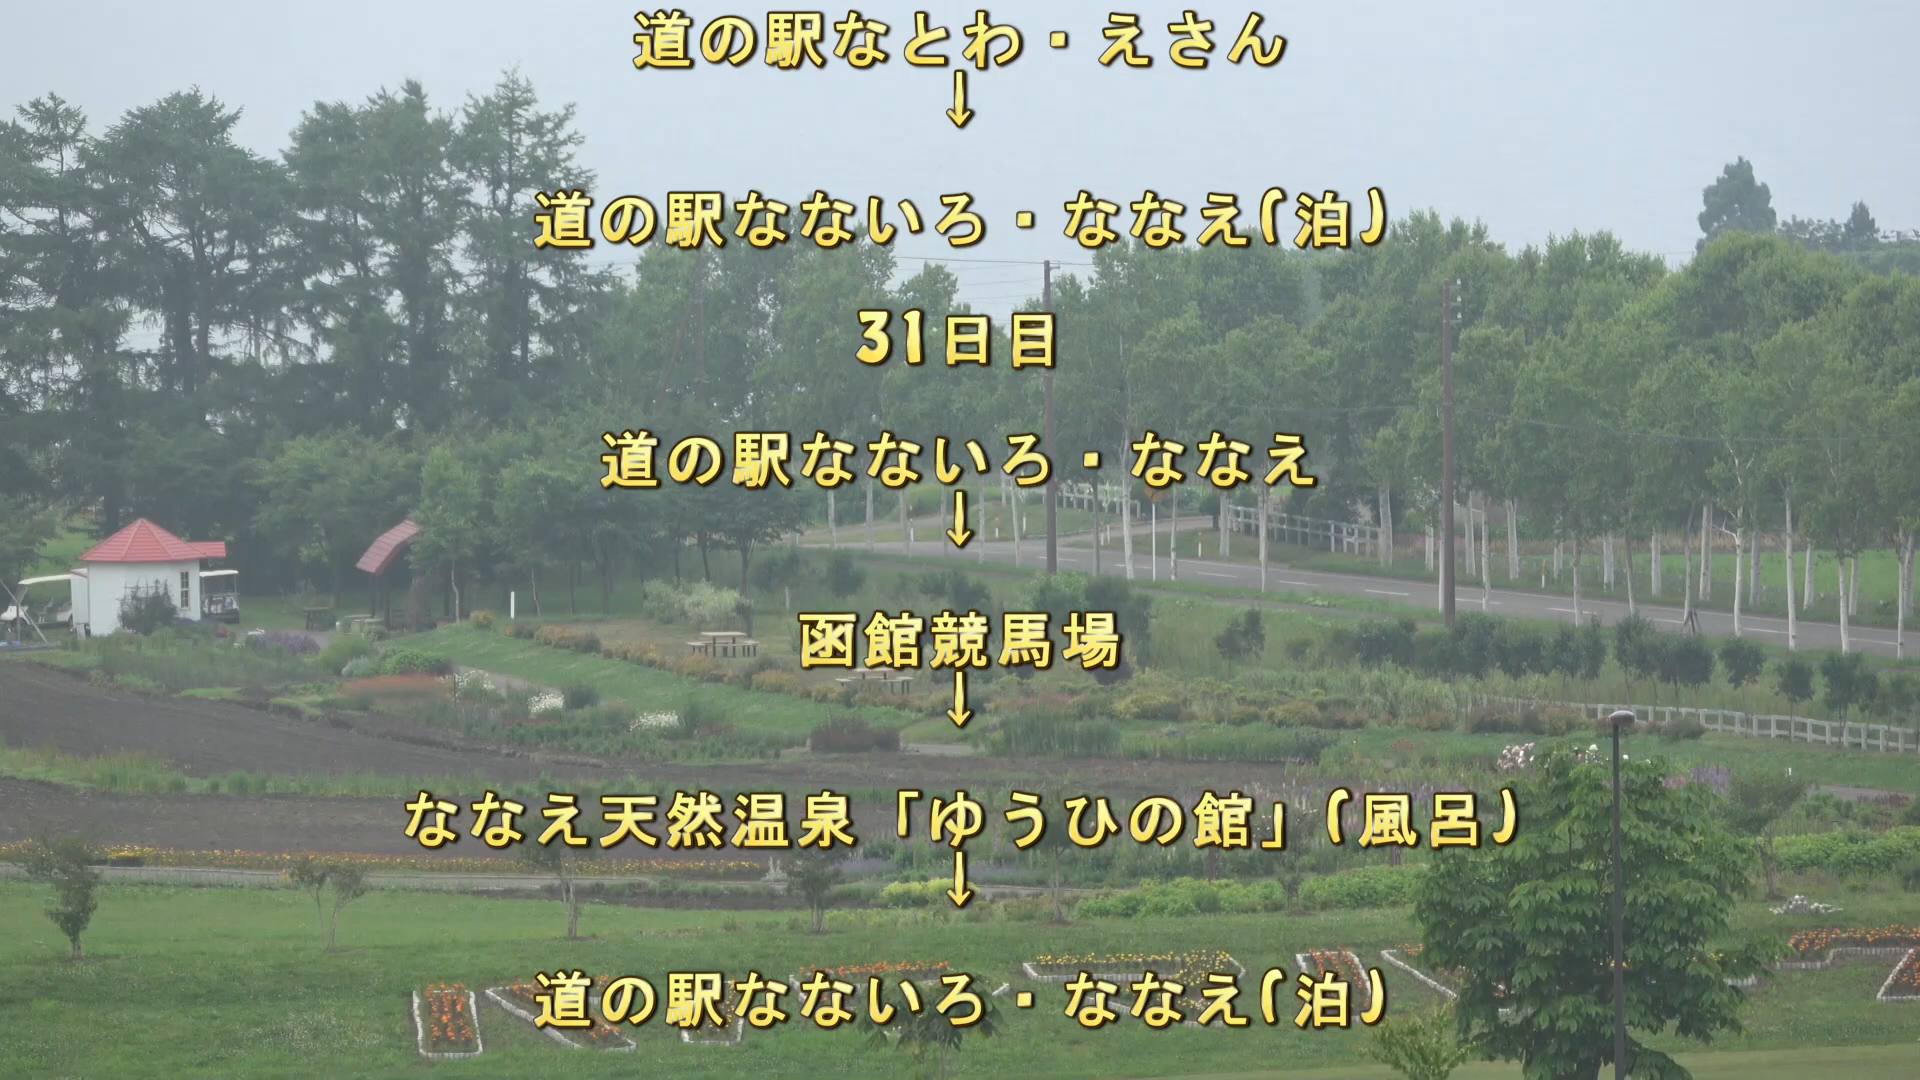 道の駅なとわ・えさん
↓
道の駅なないろ・ななえ(泊)
31日目
道の駅なないろ・ななえ
↓
函館競馬場
↓
ななえ天然温泉「ゆうひの館」(風呂)
↓
道の駅なないろ・ななえ(泊)